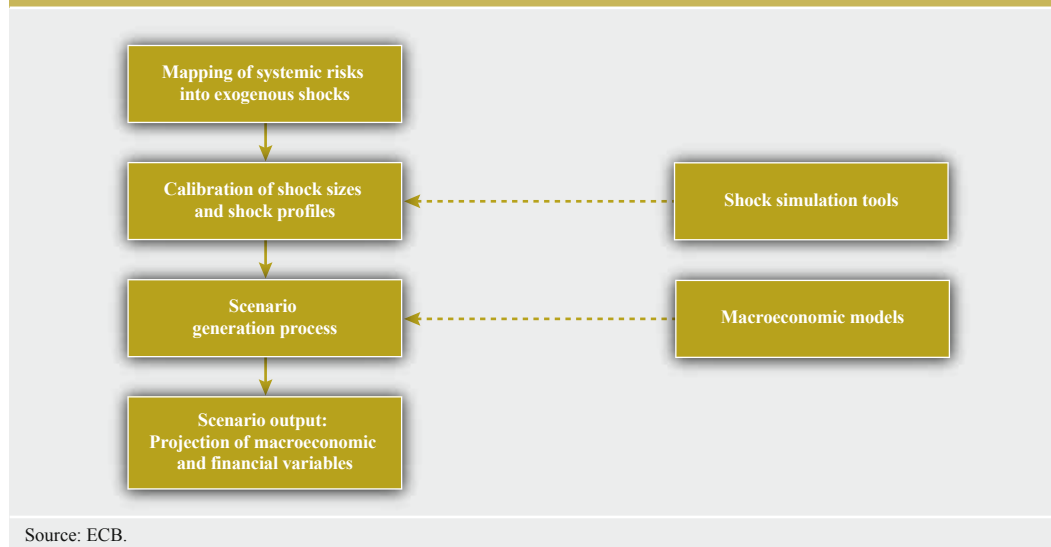 Mapping of systemic risks
into exogenous shocks
Calibration of shock sizes
and shock profiles
Shock simulation tools
Scenario
generation process
Macroeconomic models
Scenario output:
Projection of macroeconomic
and financial variables
Source: ECB.